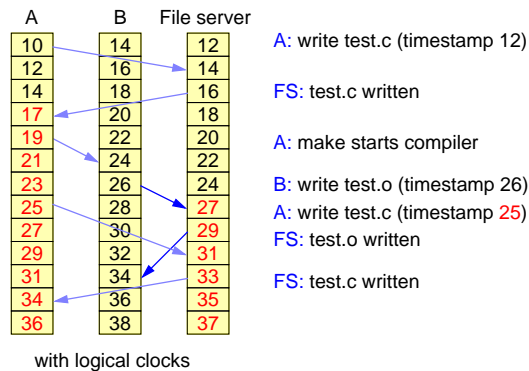 A B File server
10 14 12 A: write test.c (timestamp 12)
12 16 14
14 18 16 FS: test.c written
17 20 18
19 22 20 A: make starts compiler
21 24 22
23 26 24 B: write test.o (timestamp 26)
25 28 27 A: write test.c (timestamp 25)
27 30 29 FS: test.o written
29 32 31
31 34 33 FS: test.c written
34 36 35
36 38 37
with logical clocks